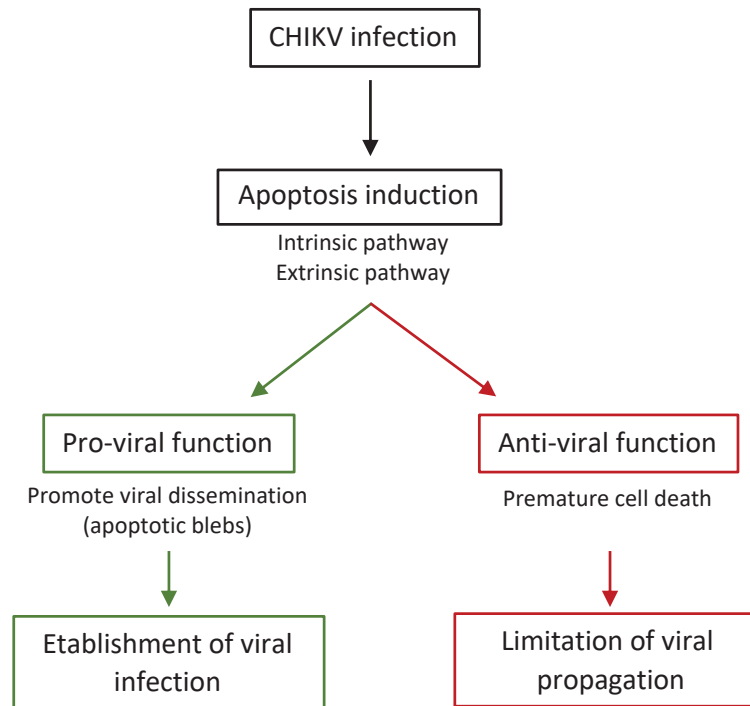 CHIKV infection
Apoptosis induction
Intrinsic pathway
Extrinsic pathway
Pro-viral function
Promote viral dissemination
(apoptotic blebs)
Etablishment of viral
infection
Anti-viral function
Premature cell death
Limitation of viral
propagation